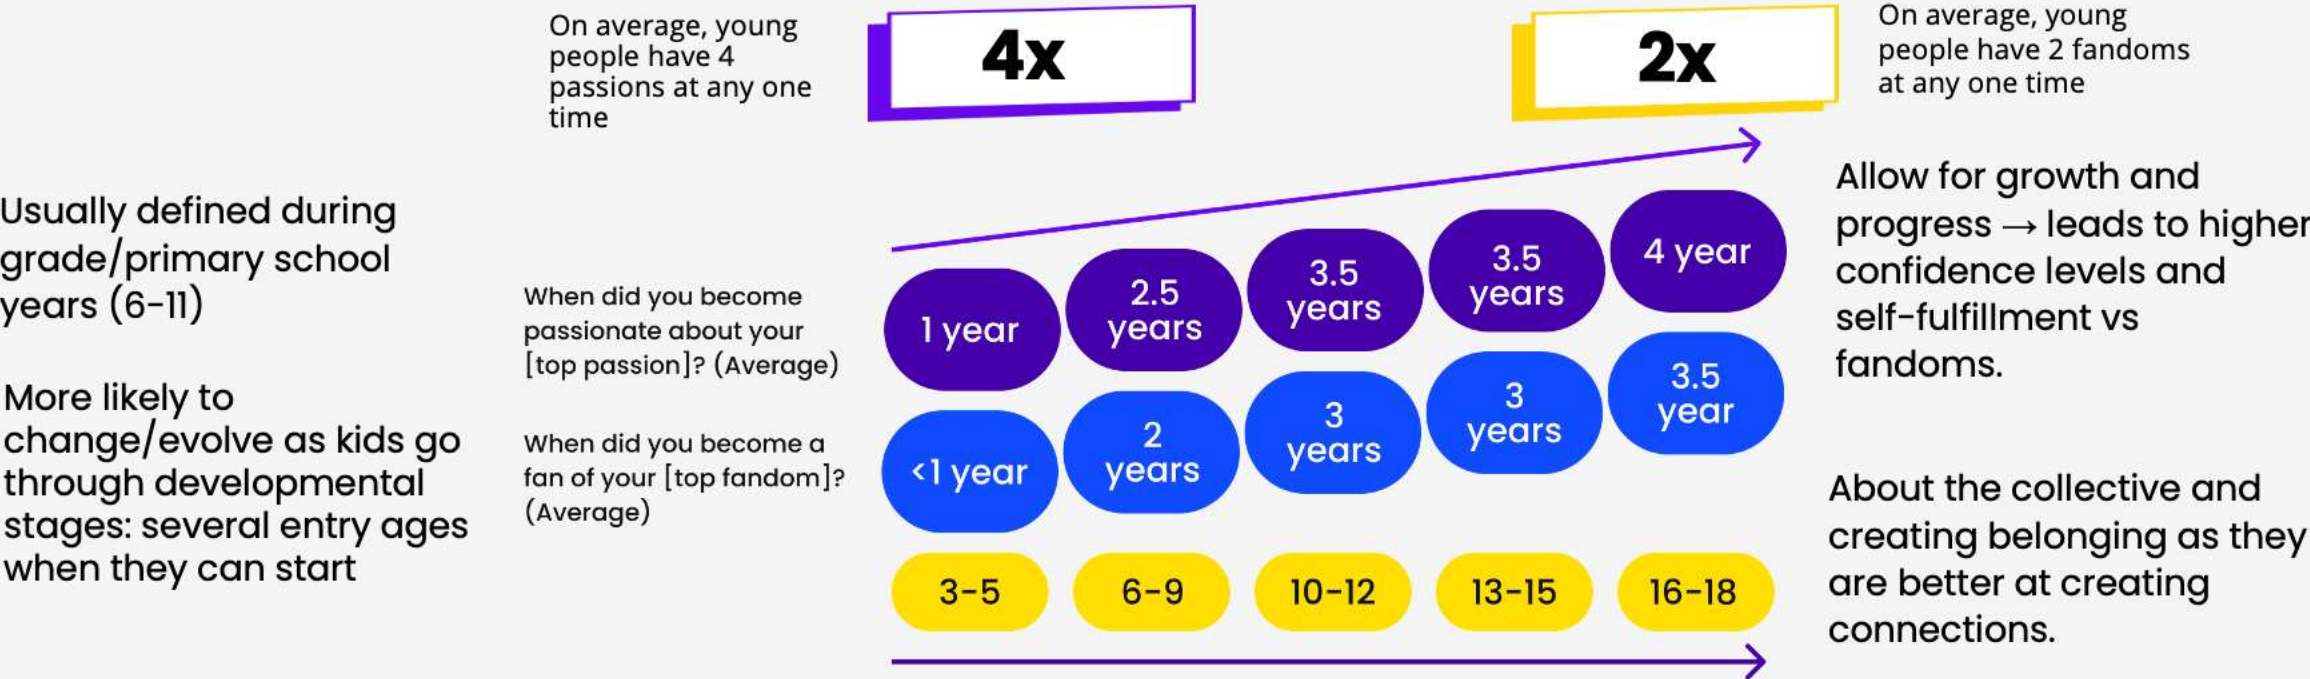 On average, young
people have 4
passions at any one
time
4x
2x
On average, young
people have 2 fandoms
at any one time
Usually defined during
grade/primary school
years (6-11)
More likely to
change/evolve as kids go
through developmental
stages: several entry ages
when they can start
When did you become
passionate about your
[top passion]? (Average)
1 year
2.5
years
3.5
years
3.5
years
4 year
When did you become a
fan of your [top fandom]?
(Average)
<1 year
2
years
3
years
3
years
3.5
year
3-5
6-9
10-12
13-15
16-18
Allow for growth and
progress → leads to higher
confidence levels and
self-fulfillment vs
fandoms.
About the collective and
creating belonging as they
are better at creating
connections.